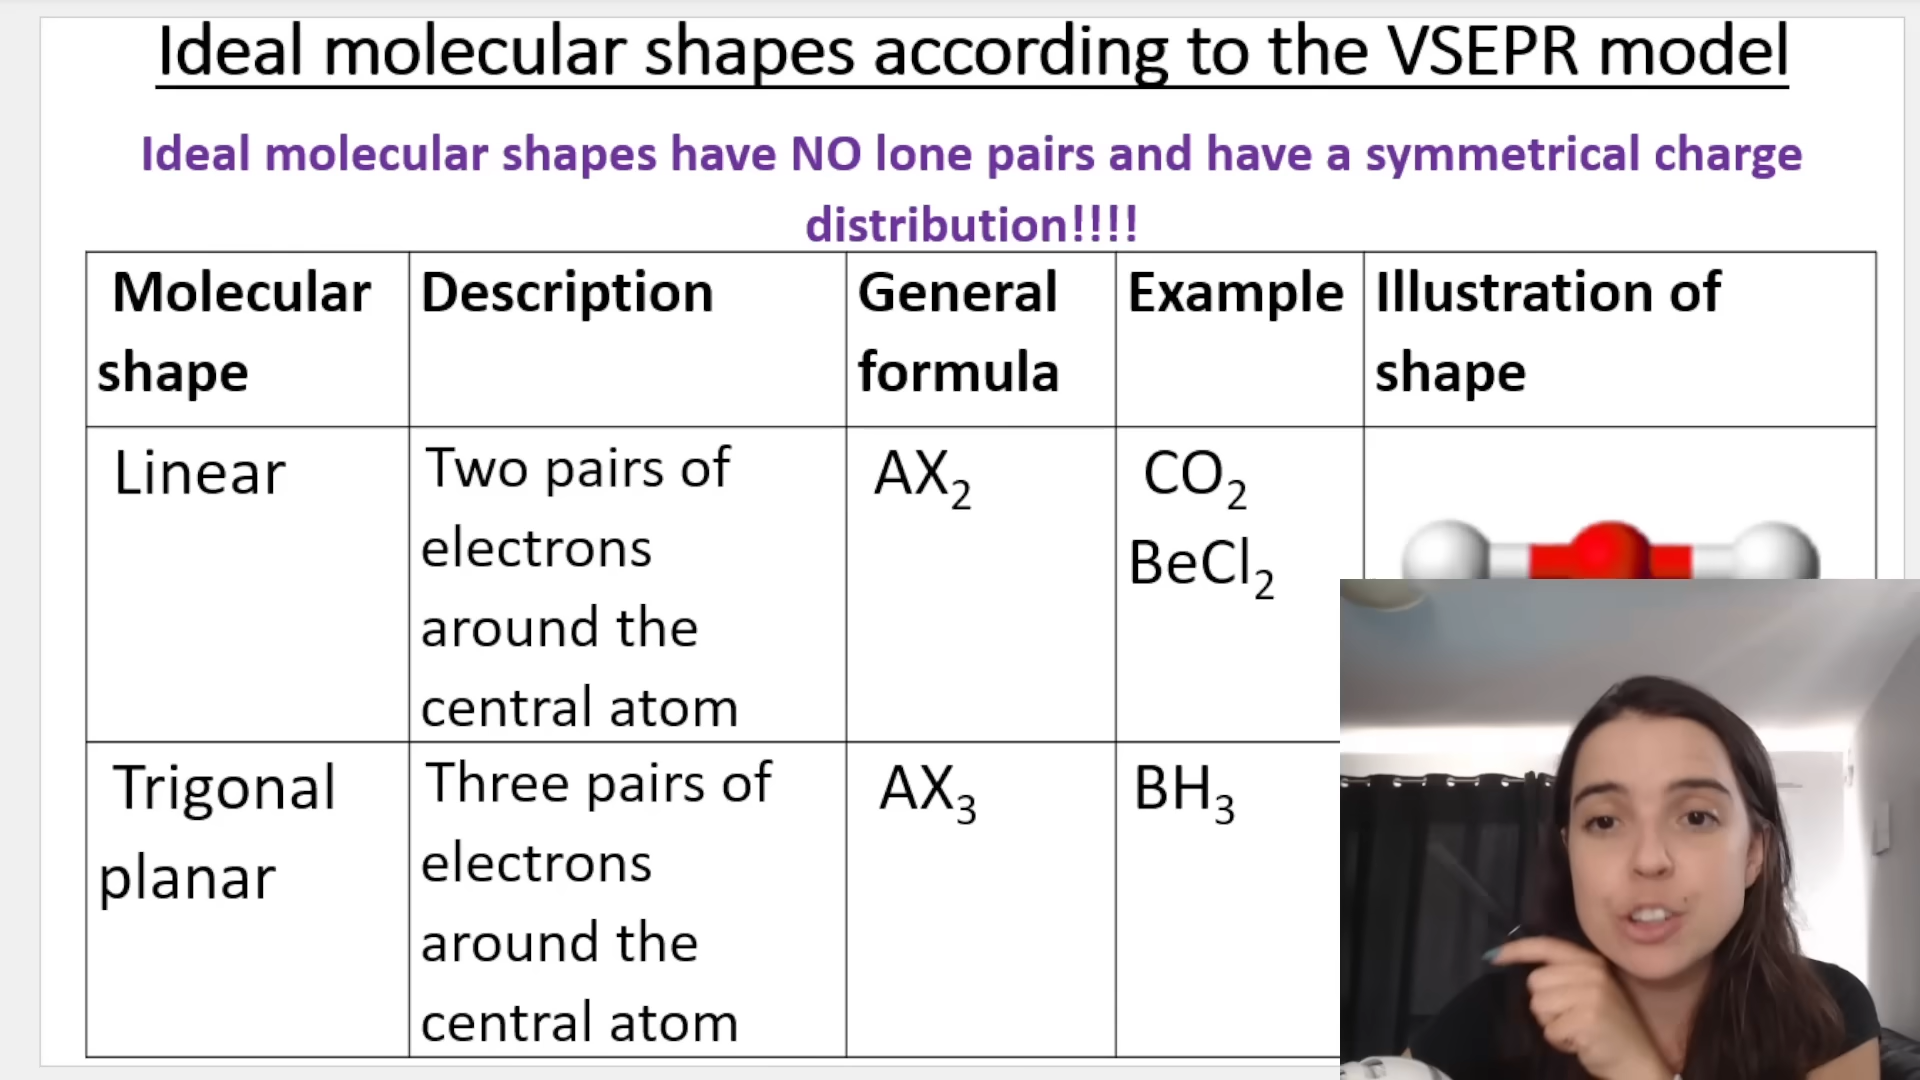 Ideal molecular shapes according to the VSEPR model
Ideal molecular shapes have NO lone pairs and have a symmetrical charge
distribution!!!!
Molecular
shape
Description
General
formula
Example
Illustration of
shape
Linear
Two pairs of
electrons
around the
central atom
AX₂
CO₂
BeCl₂
Trigonal
planar
Three pairs of
electrons
around the
central atom
AX₃
BH₃